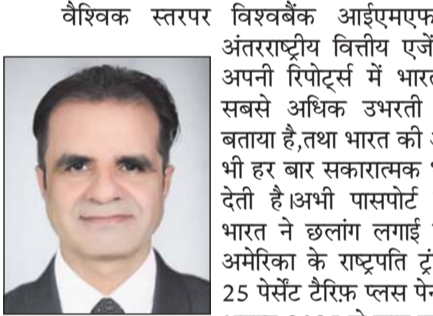 वैश्विक स्तरपर विश्वबैंक आईएमएफ
अंतरराष्ट्रीय वित्तीय
अपनी रिपोर्ट्स में
सबसे अधिक उभरती
बताया है,तथा भारत की
भी हर बार सकारात्मक
देती है।अभी पासपोर्ट
भारत ने छलांग लगाई
अमेरिका के राष्ट्रपति
25 पेर्सेंट टैरिफ़ प्लस